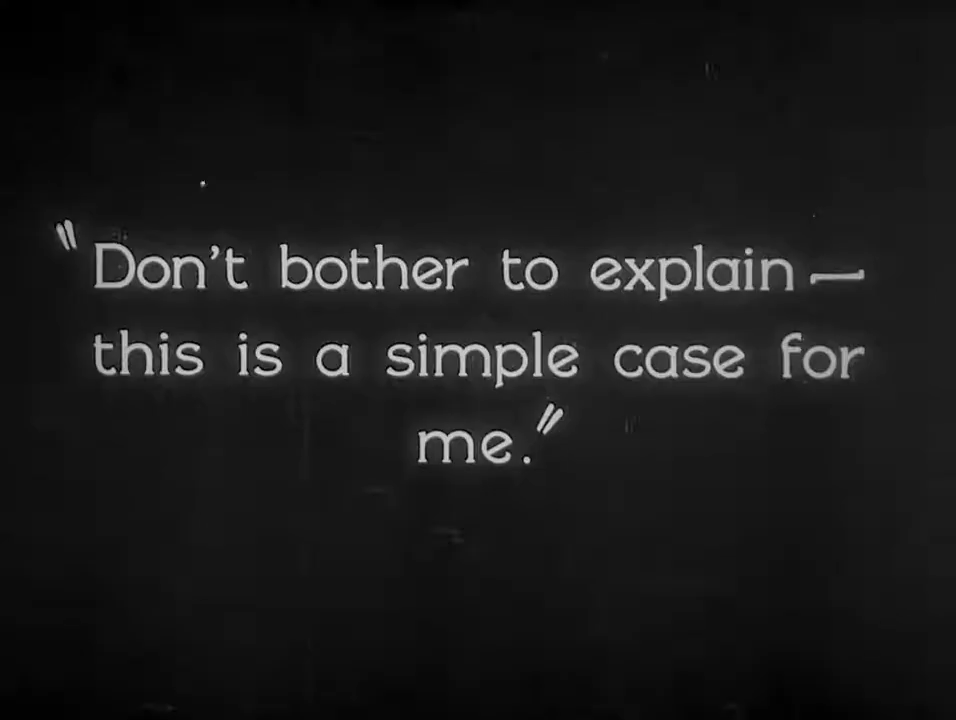 "Don't bother to explain —
this is a simple case for
me."